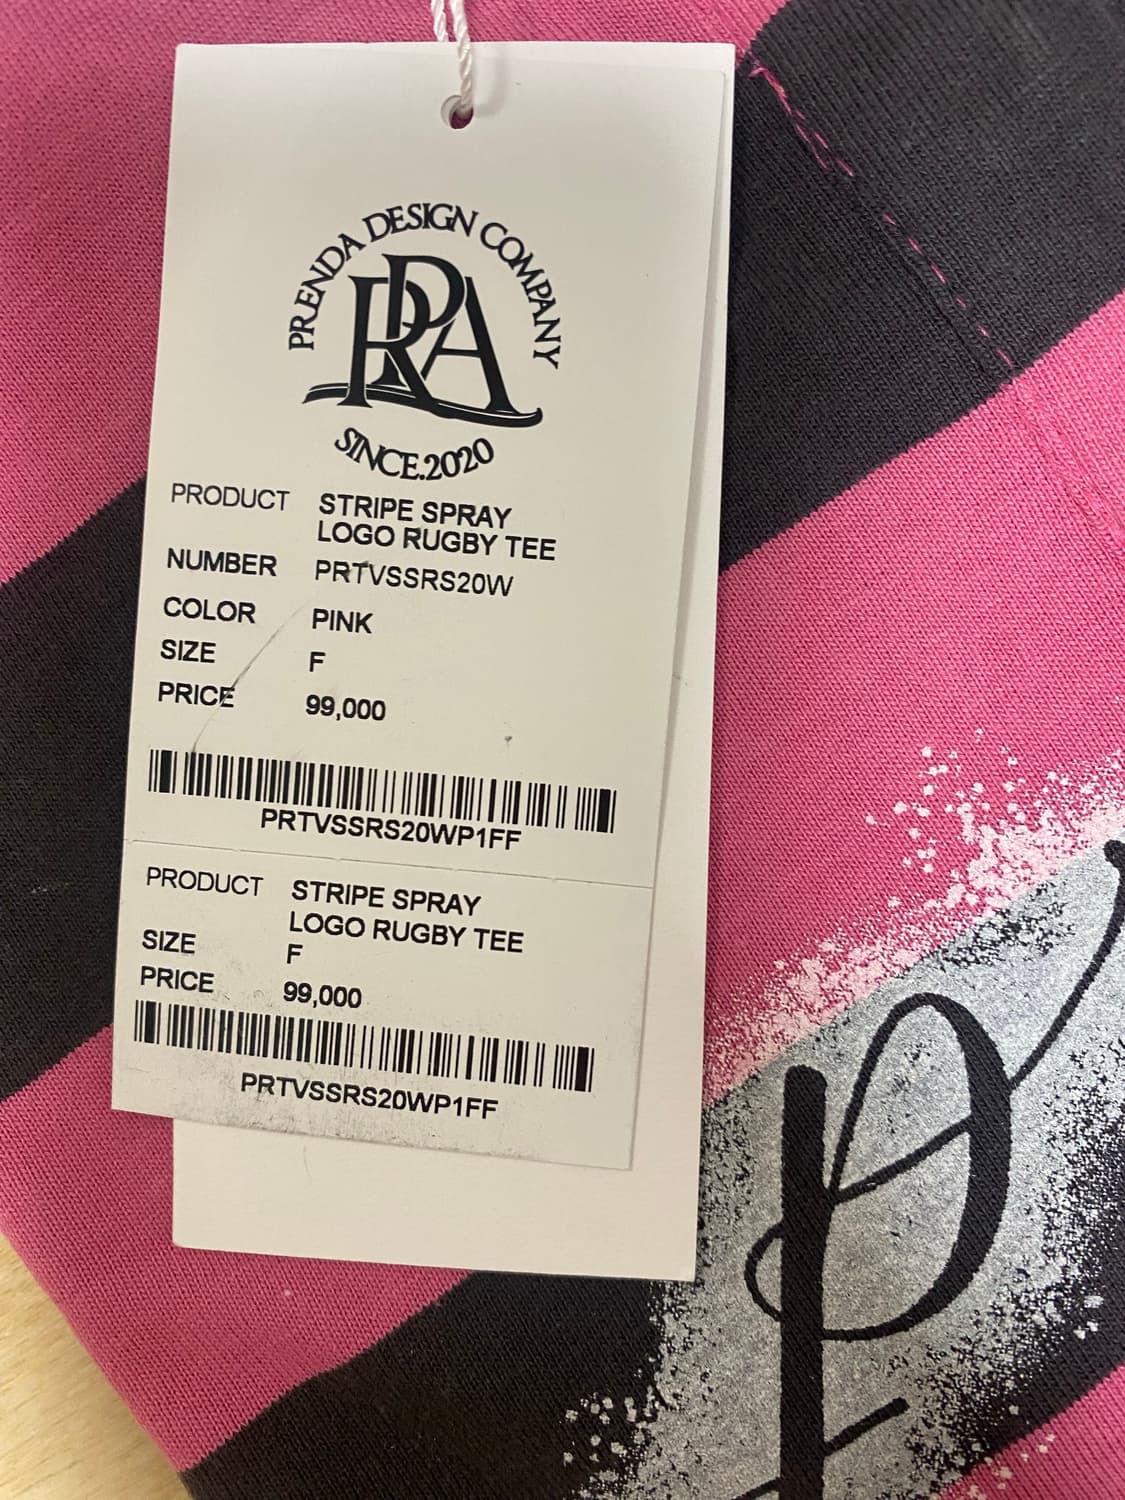 PRENDA DESIGN COMPANY
PRA
SINCE.2020
PRODUCT STRIPE SPRAY
LOGO RUGBY TEE
NUMBER PRTVSSRS20W
COLOR PINK
SIZE F
PRICE 99,000
PRTVSSRS20WP1FF
PRODUCT STRIPE SPRAY
LOGO RUGBY TEE
SIZE F
PRICE 99,000
PRTVSSRS20WP1FF